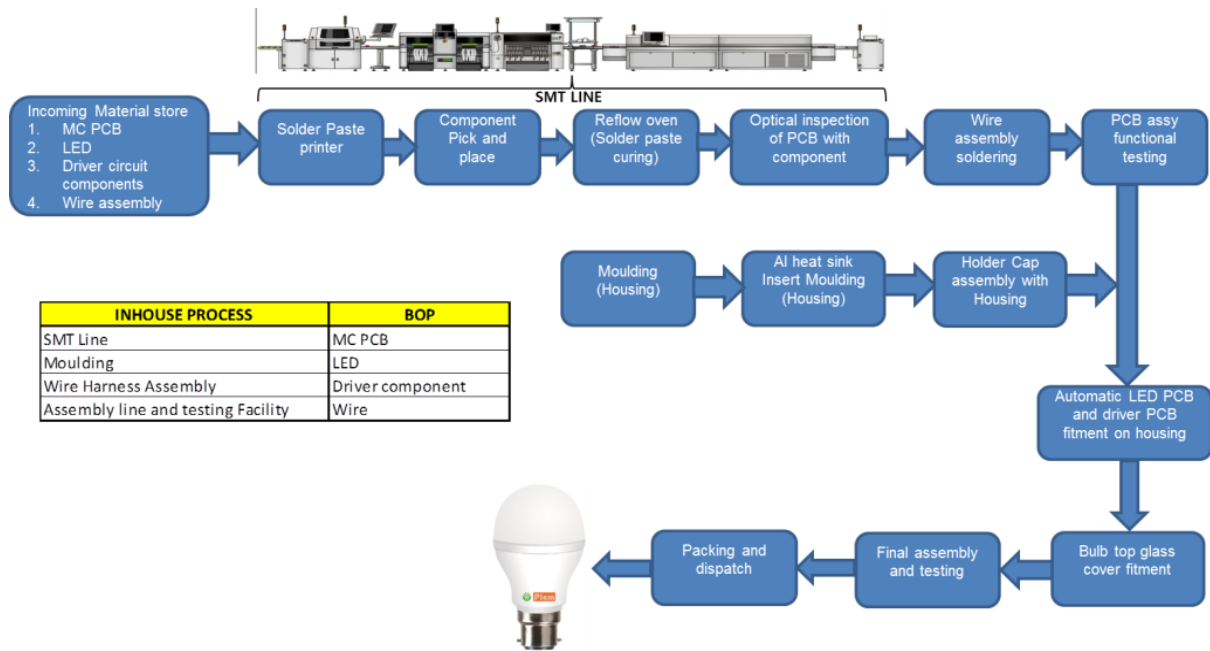 SMT LINE
Incoming Material store
1. MC PCB
2. LED
3. Driver circuit
components
4. Wire assembly
Solder Paste
printer
Component
Pick and
place
Reflow oven
(Solder paste
curing)
Optical inspection
of PCB with
component
Wire
assembly
soldering
PCB assy
functional
testing
Moulding
(Housing)
Al heat sink
Insert Moulding
(Housing)
Holder Cap
assembly with
Housing
INHOUSE PROCESS BOP
SMT Line MC PCB
Moulding LED
Wire Harness Assembly Driver component
Assembly line and testing Facility Wire
Automatic LED PCB
and driver PCB
fitment on housing
Bulb top glass
cover fitment
Final assembly
and testing
Packing and
dispatch
Plem